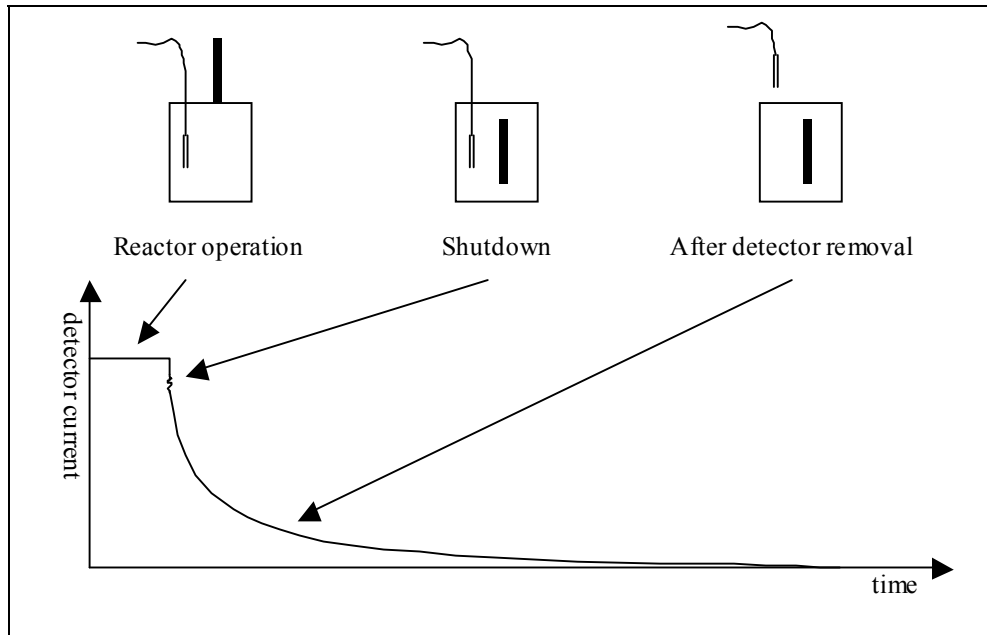 Reactor operation
Shutdown
After detector removal
detector current
time